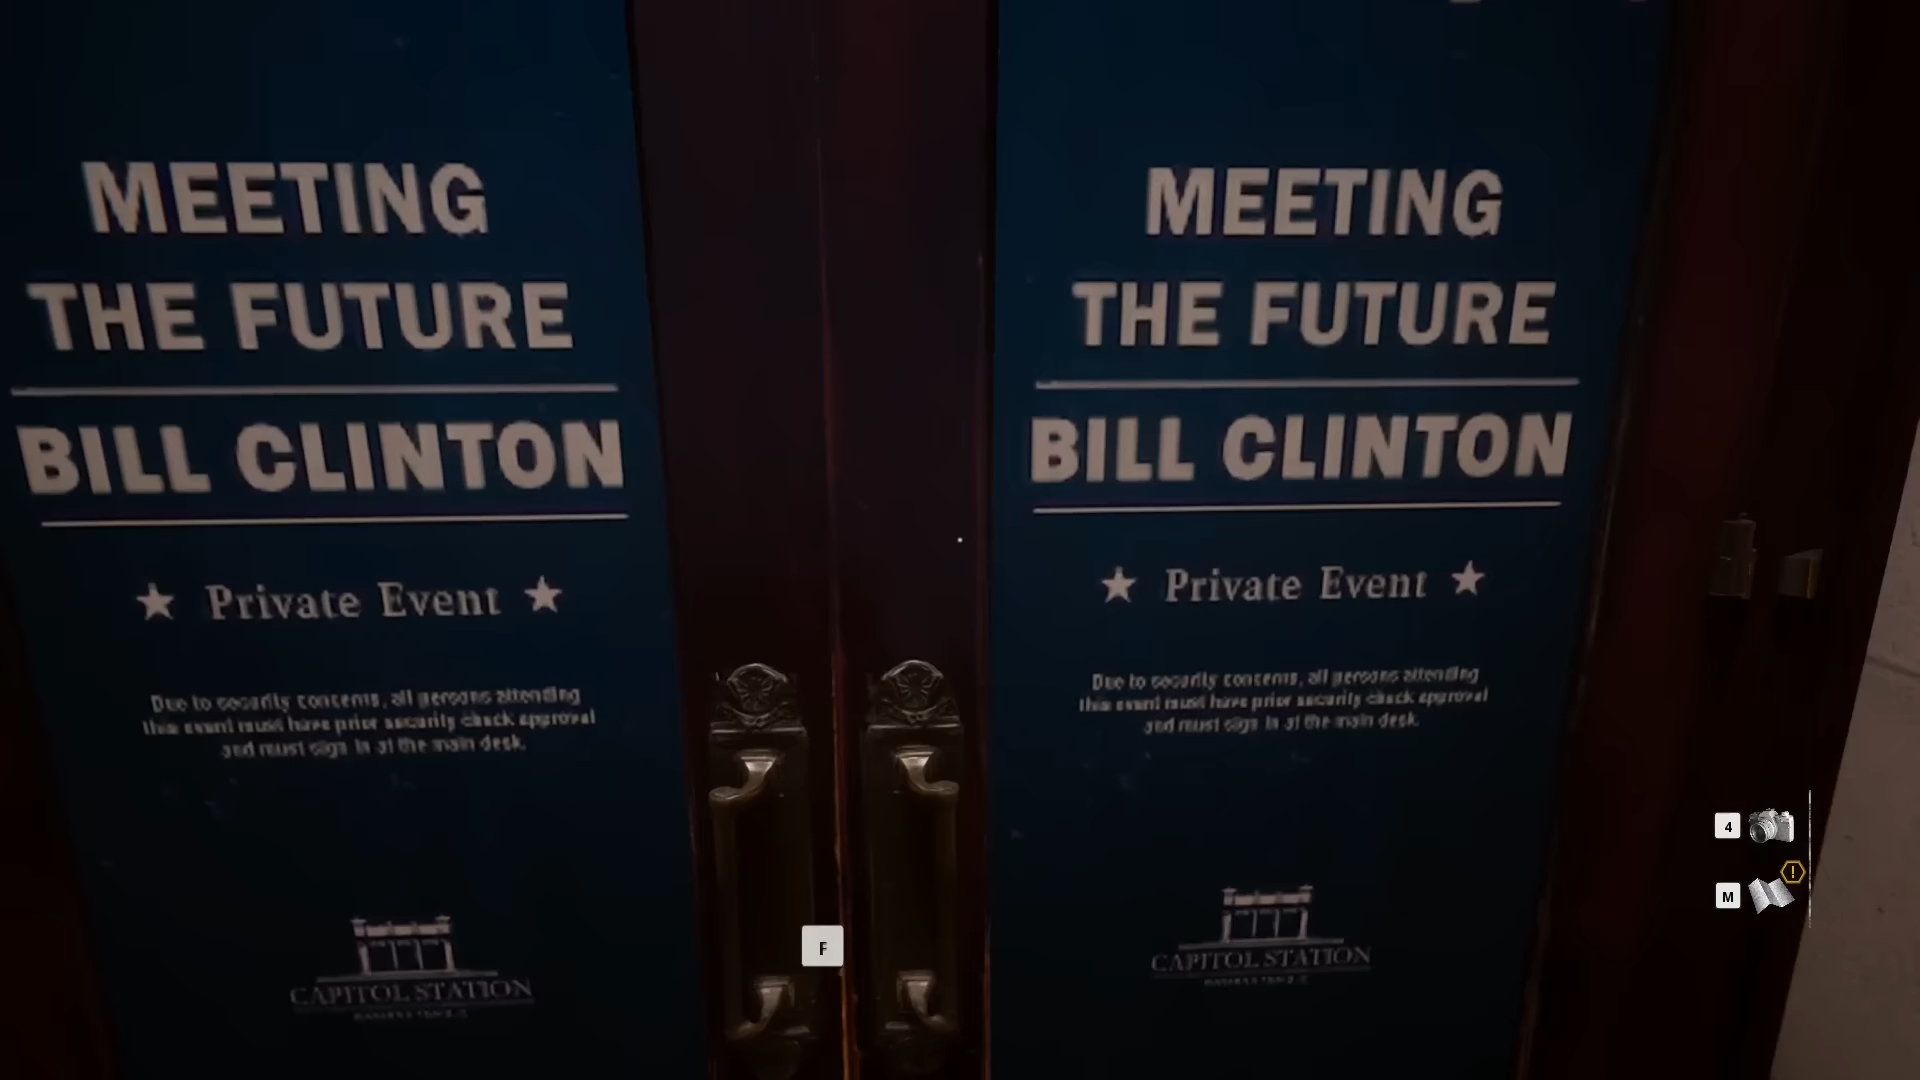 MEETING
THE FUTURE
BILL CLINTON
★ Private Event ★
Due to security concerns, all persons attending
this event must have prior security check approval
and must sign in at the main desk.
CAPITOL STATION
MEETING
THE FUTURE
BILL CLINTON
★ Private Event ★
Due to security concerns, all persons attending
this event must have prior security check approval
and must sign in at the main desk.
CAPITOL STATION
F
4
!
M